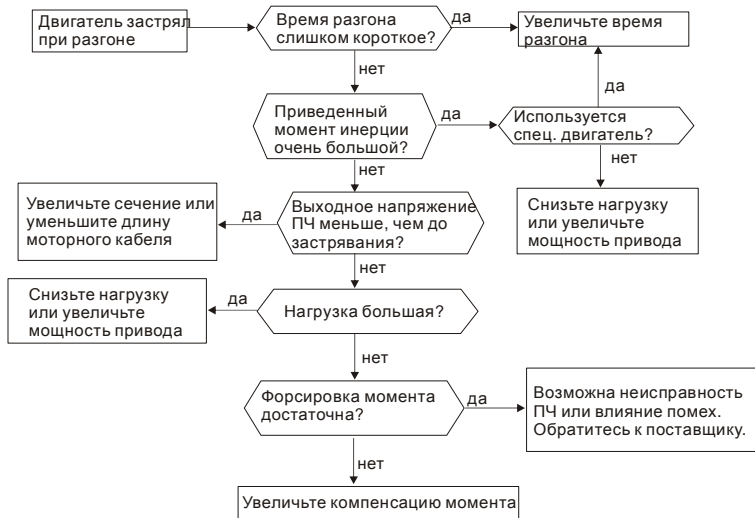 Двигатель застрял
при разгоне
Время разгона
слишком короткое?
да
Увеличьте время
разгона
нет
да
Приведенный
момент инерции
очень большой?
да
Используется
спец. двигатель?
нет
нет
Увеличьте сечение или
уменьшите длину
моторного кабеля
да
Выходное напряжение
ПЧ меньше, чем до
застрявания?
Снизьте нагрузку
или увеличьте
мощность привода
нет
Снизьте нагрузку
или увеличьте
мощность привода
да
Нагрузка большая?
нет
Форсировка момента
достаточна?
да
Возможна неисправность
ПЧ или влияние помех.
Обратитесь к поставщику.
нет
Увеличьте компенсацию момента